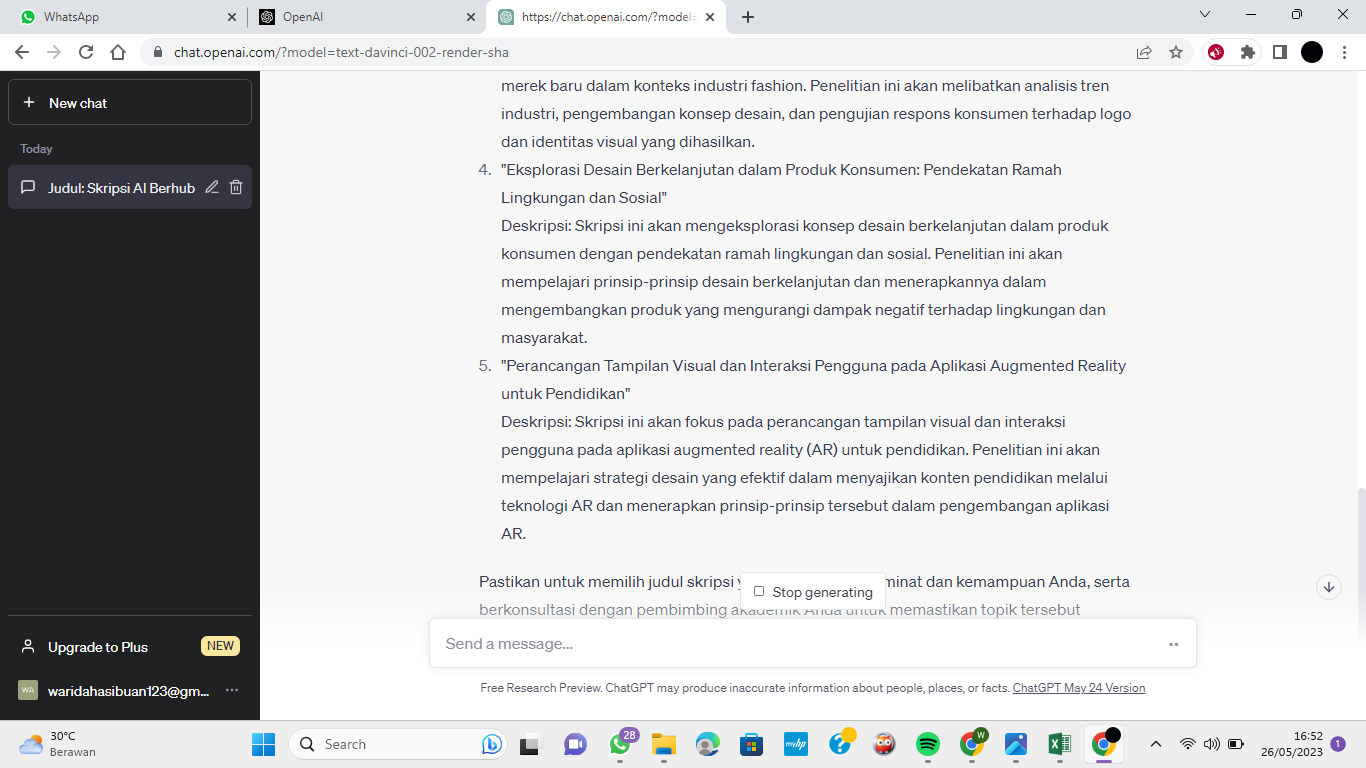 WhatsApp
OpenAI
https://chat.openai.com/?model=
chat.openai.com/?model=text-davinci-002-render-sha
New chat
Today
Judul: Skripsi AI Berhub
merek baru dalam konteks industri fashion. Penelitian ini akan melibatkan analisis tren
industri, pengembangan konsep desain, dan pengujian respons konsumen terhadap logo
dan identitas visual yang dihasilkan.
4. "Eksplorasi Desain Berkelanjutan dalam Produk Konsumen: Pendekatan Ramah
Lingkungan dan Sosial"
Deskripsi: Skripsi ini akan mengeksplorasi konsep desain berkelanjutan dalam produk
konsumen dengan pendekatan ramah lingkungan dan sosial. Penelitian ini akan
mempelajari prinsip-prinsip desain berkelanjutan dan menerapkannya dalam
mengembangkan produk yang mengurangi dampak negatif terhadap lingkungan dan
masyarakat.
5. "Perancangan Tampilan Visual dan Interaksi Pengguna pada Aplikasi Augmented Reality
untuk Pendidikan"
Deskripsi: Skripsi ini akan fokus pada perancangan tampilan visual dan interaksi
pengguna pada aplikasi augmented reality (AR) untuk pendidikan. Penelitian ini akan
mempelajari strategi desain yang efektif dalam menyajikan konten pendidikan melalui
teknologi AR dan menerapkan prinsip-prinsip tersebut dalam pengembangan aplikasi
AR.
Pastikan untuk memilih judul skripsi minat dan kemampuan Anda, serta
Stop generating
berkonsultasi dengan pembimbing akademik Anda untuk memastikan topik tersebut
Send a message...
Free Research Preview. ChatGPT may produce inaccurate information about people, places, or facts. ChatGPT May 24 Version
Upgrade to Plus NEW
WA waridahasibuan123@gm...
30°C
Berawan
Search
28
myhp
W
16:52
26/05/2023
1